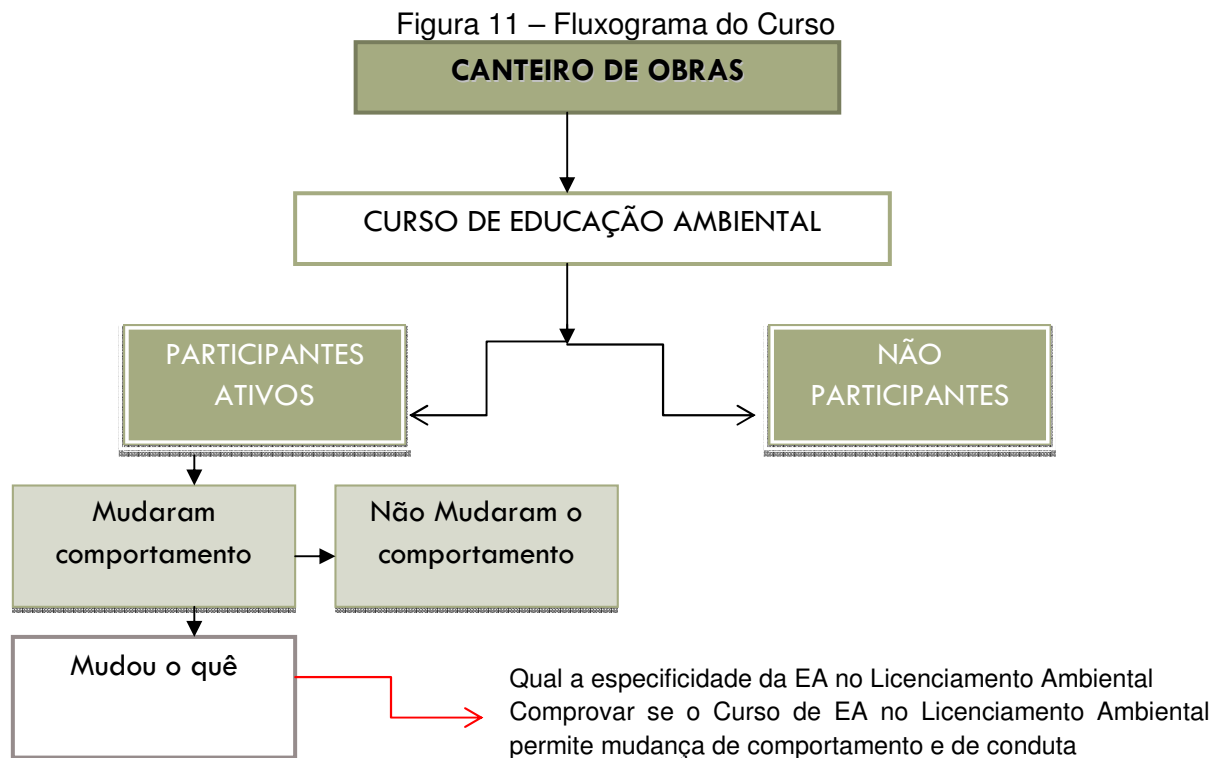 Figura 11 – Fluxograma do Curso
CANTEIRO DE OBRAS
CURSO DE EDUCAÇÃO AMBIENTAL
PARTICIPANTES
ATIVOS
NÃO
PARTICIPANTES
Mudaram
comportamento
Não Mudaram o
comportamento
Mudou o quê
Qual a especificidade da EA no Licenciamento Ambiental
Comprovar se o Curso de EA no Licenciamento Ambiental
permite mudança de comportamento e de conduta